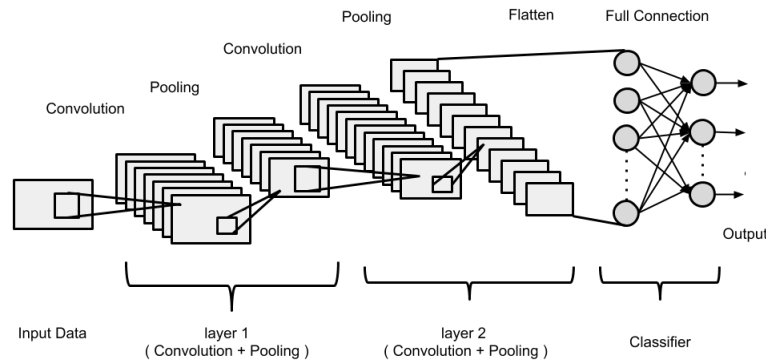 Pooling
Flatten
Full Connection
Convolution
Pooling
Convolution
Output
Input Data
layer 1
( Convolution + Pooling )
layer 2
( Convolution + Pooling )
Classifier